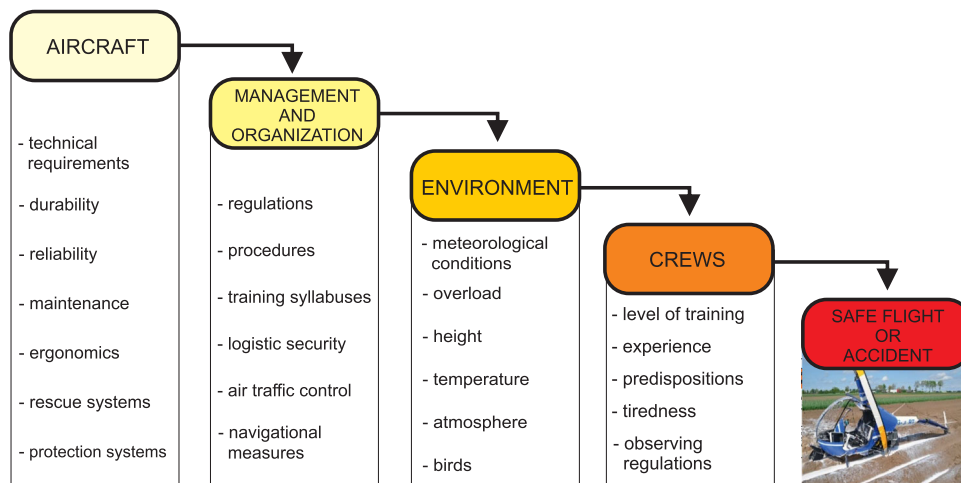 AIRCRAFT
- technical
requirements
- durability
- reliability
- maintenance
- ergonomics
- rescue systems
- protection systems
MANAGEMENT
AND
ORGANIZATION
- regulations
- procedures
- training syllabuses
- logistic security
- air traffic control
- navigational
measures
ENVIRONMENT
- meteorological
conditions
- overload
- height
- temperature
- atmosphere
- birds
CREWS
- level of training
- experience
- predispositions
- tiredness
- observing
regulations
SAFE FLIGHT
OR
ACCIDENT